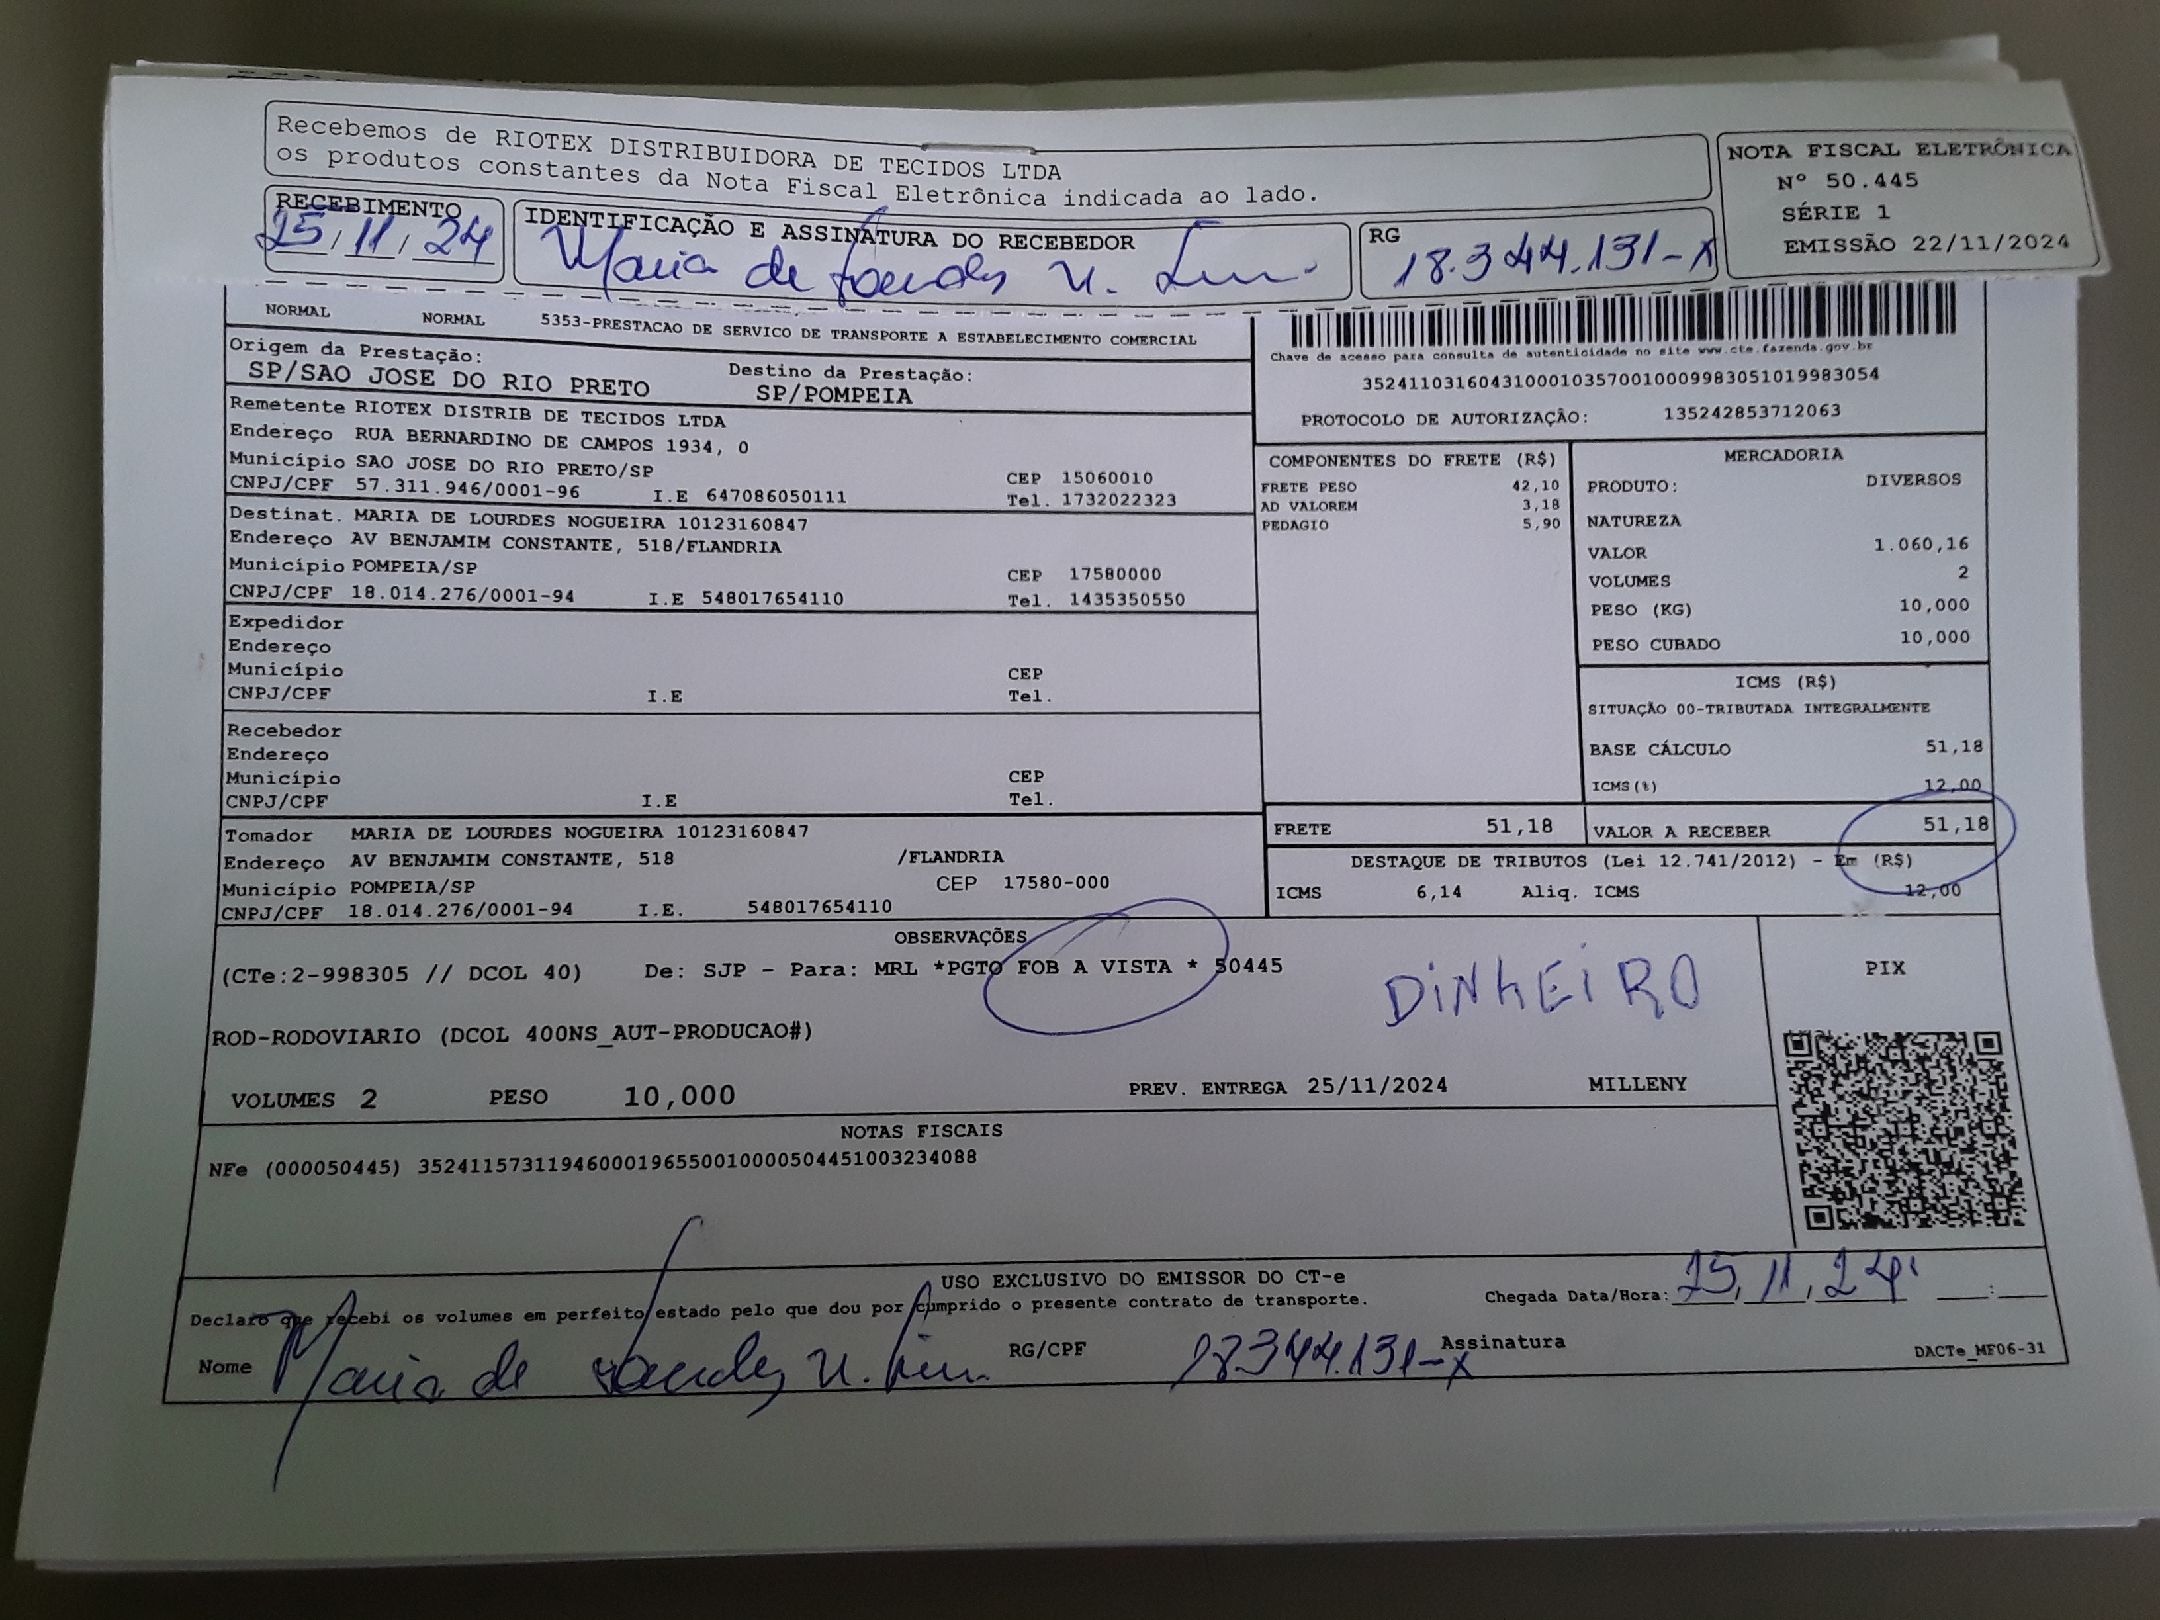 Recebemos de RIOTEX DISTRIBUIDORA DE TECIDOS LTDA
os produtos constantes da Nota Fiscal Eletrônica indicada ao lado.
NOTA FISCAL ELETRÔNICA
Nº 50.445
SÉRIE 1
EMISSÃO 22/11/2024
RECEBIMENTO
25/11/24
IDENTIFICAÇÃO E ASSINATURA DO RECEBEDOR
Maria de Lourdes N.
RG
18.344.131-X
NORMAL NORMAL 5353-PRESTACAO DE SERVICO DE TRANSPORTE A ESTABELECIMENTO COMERCIAL
Origem da Prestação:
SP/SAO JOSE DO RIO PRETO
Destino da Prestação:
SP/POMPEIA
Chave de acesso para consulta de autenticidade no site www.cte.fazenda.gov.br
35241103160431000103570010009983051019983054
PROTOCOLO DE AUTORIZAÇÃO: 135242853712063
Remetente RIOTEX DISTRIB DE TECIDOS LTDA
Endereço RUA BERNARDINO DE CAMPOS 1934, 0
Município SAO JOSE DO RIO PRETO/SP CEP 15060010
CNPJ/CPF 57.311.946/0001-96 I.E 647086050111 Tel. 1732022323
Destinat. MARIA DE LOURDES NOGUEIRA 10123160847
Endereço AV BENJAMIM CONSTANTE, 518/FLANDRIA
Município POMPEIA/SP CEP 17580000
CNPJ/CPF 18.014.276/0001-94 I.E 548017654110 Tel. 1435350550
Expedidor
Endereço
Município CEP
CNPJ/CPF I.E Tel.
Recebedor
Endereço
Município CEP
CNPJ/CPF I.E Tel.
Tomador MARIA DE LOURDES NOGUEIRA 10123160847
Endereço AV BENJAMIM CONSTANTE, 518 /FLANDRIA
Município POMPEIA/SP CEP 17580-000
CNPJ/CPF 18.014.276/0001-94 I.E. 548017654110
COMPONENTES DO FRETE (R$)
FRETE PESO 42,10
AD VALOREM 3,18
PEDAGIO 5,90
MERCADORIA
PRODUTO: DIVERSOS
NATUREZA
VALOR 1.060,16
VOLUMES 2
PESO (KG) 10,000
PESO CUBADO 10,000
ICMS (R$)
SITUAÇÃO 00-TRIBUTADA INTEGRALMENTE
BASE CÁLCULO 51,18
ICMS(%) 12,00
FRETE 51,18 VALOR A RECEBER 51,18
DESTAQUE DE TRIBUTOS (Lei 12.741/2012) - Em (R$)
ICMS 6,14 Aliq. ICMS 12,00
OBSERVAÇÕES
(CTe:2-998305 // DCOL 40) De: SJP - Para: MRL *PGTO FOB A VISTA * 50445
DINHEIRO
PIX
ROD-RODOVIARIO (DCOL 400NS_AUT-PRODUCAO#)
VOLUMES 2 PESO 10,000 PREV. ENTREGA 25/11/2024 MILLENY
NOTAS FISCAIS
NFe (000050445) 35241157311946000196550010000504451003234088
USO EXCLUSIVO DO EMISSOR DO CT-e
Declaro que recebi os volumes em perfeito estado pelo que dou por cumprido o presente contrato de transporte.
Chegada Data/Hora: 25/11/24 :
Nome Maria de Lourdes N. RG/CPF 18.344.131-X Assinatura
DACTe_MF06-31